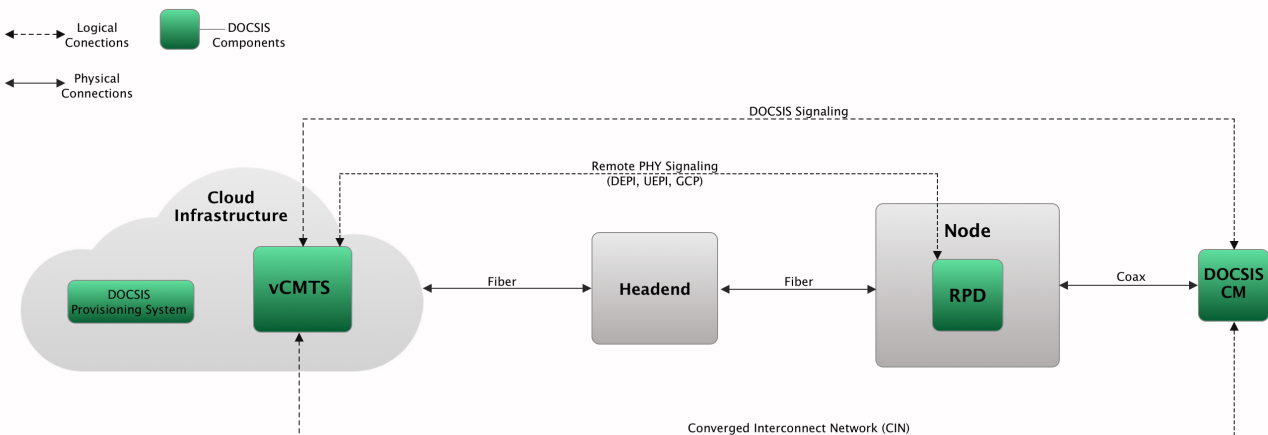 Logical
Conections
DOCSIS
Components
Physical
Connections
DOCSIS Signaling
Remote PHY Signaling
(DEPI, UEPI, GCP)
Cloud
Infrastructure
Node
vCMTS
DOCSIS
Provisioning System
Fiber
Headend
Fiber
RPD
Coax
DOCSIS
CM
Converged Interconnect Network (CIN)